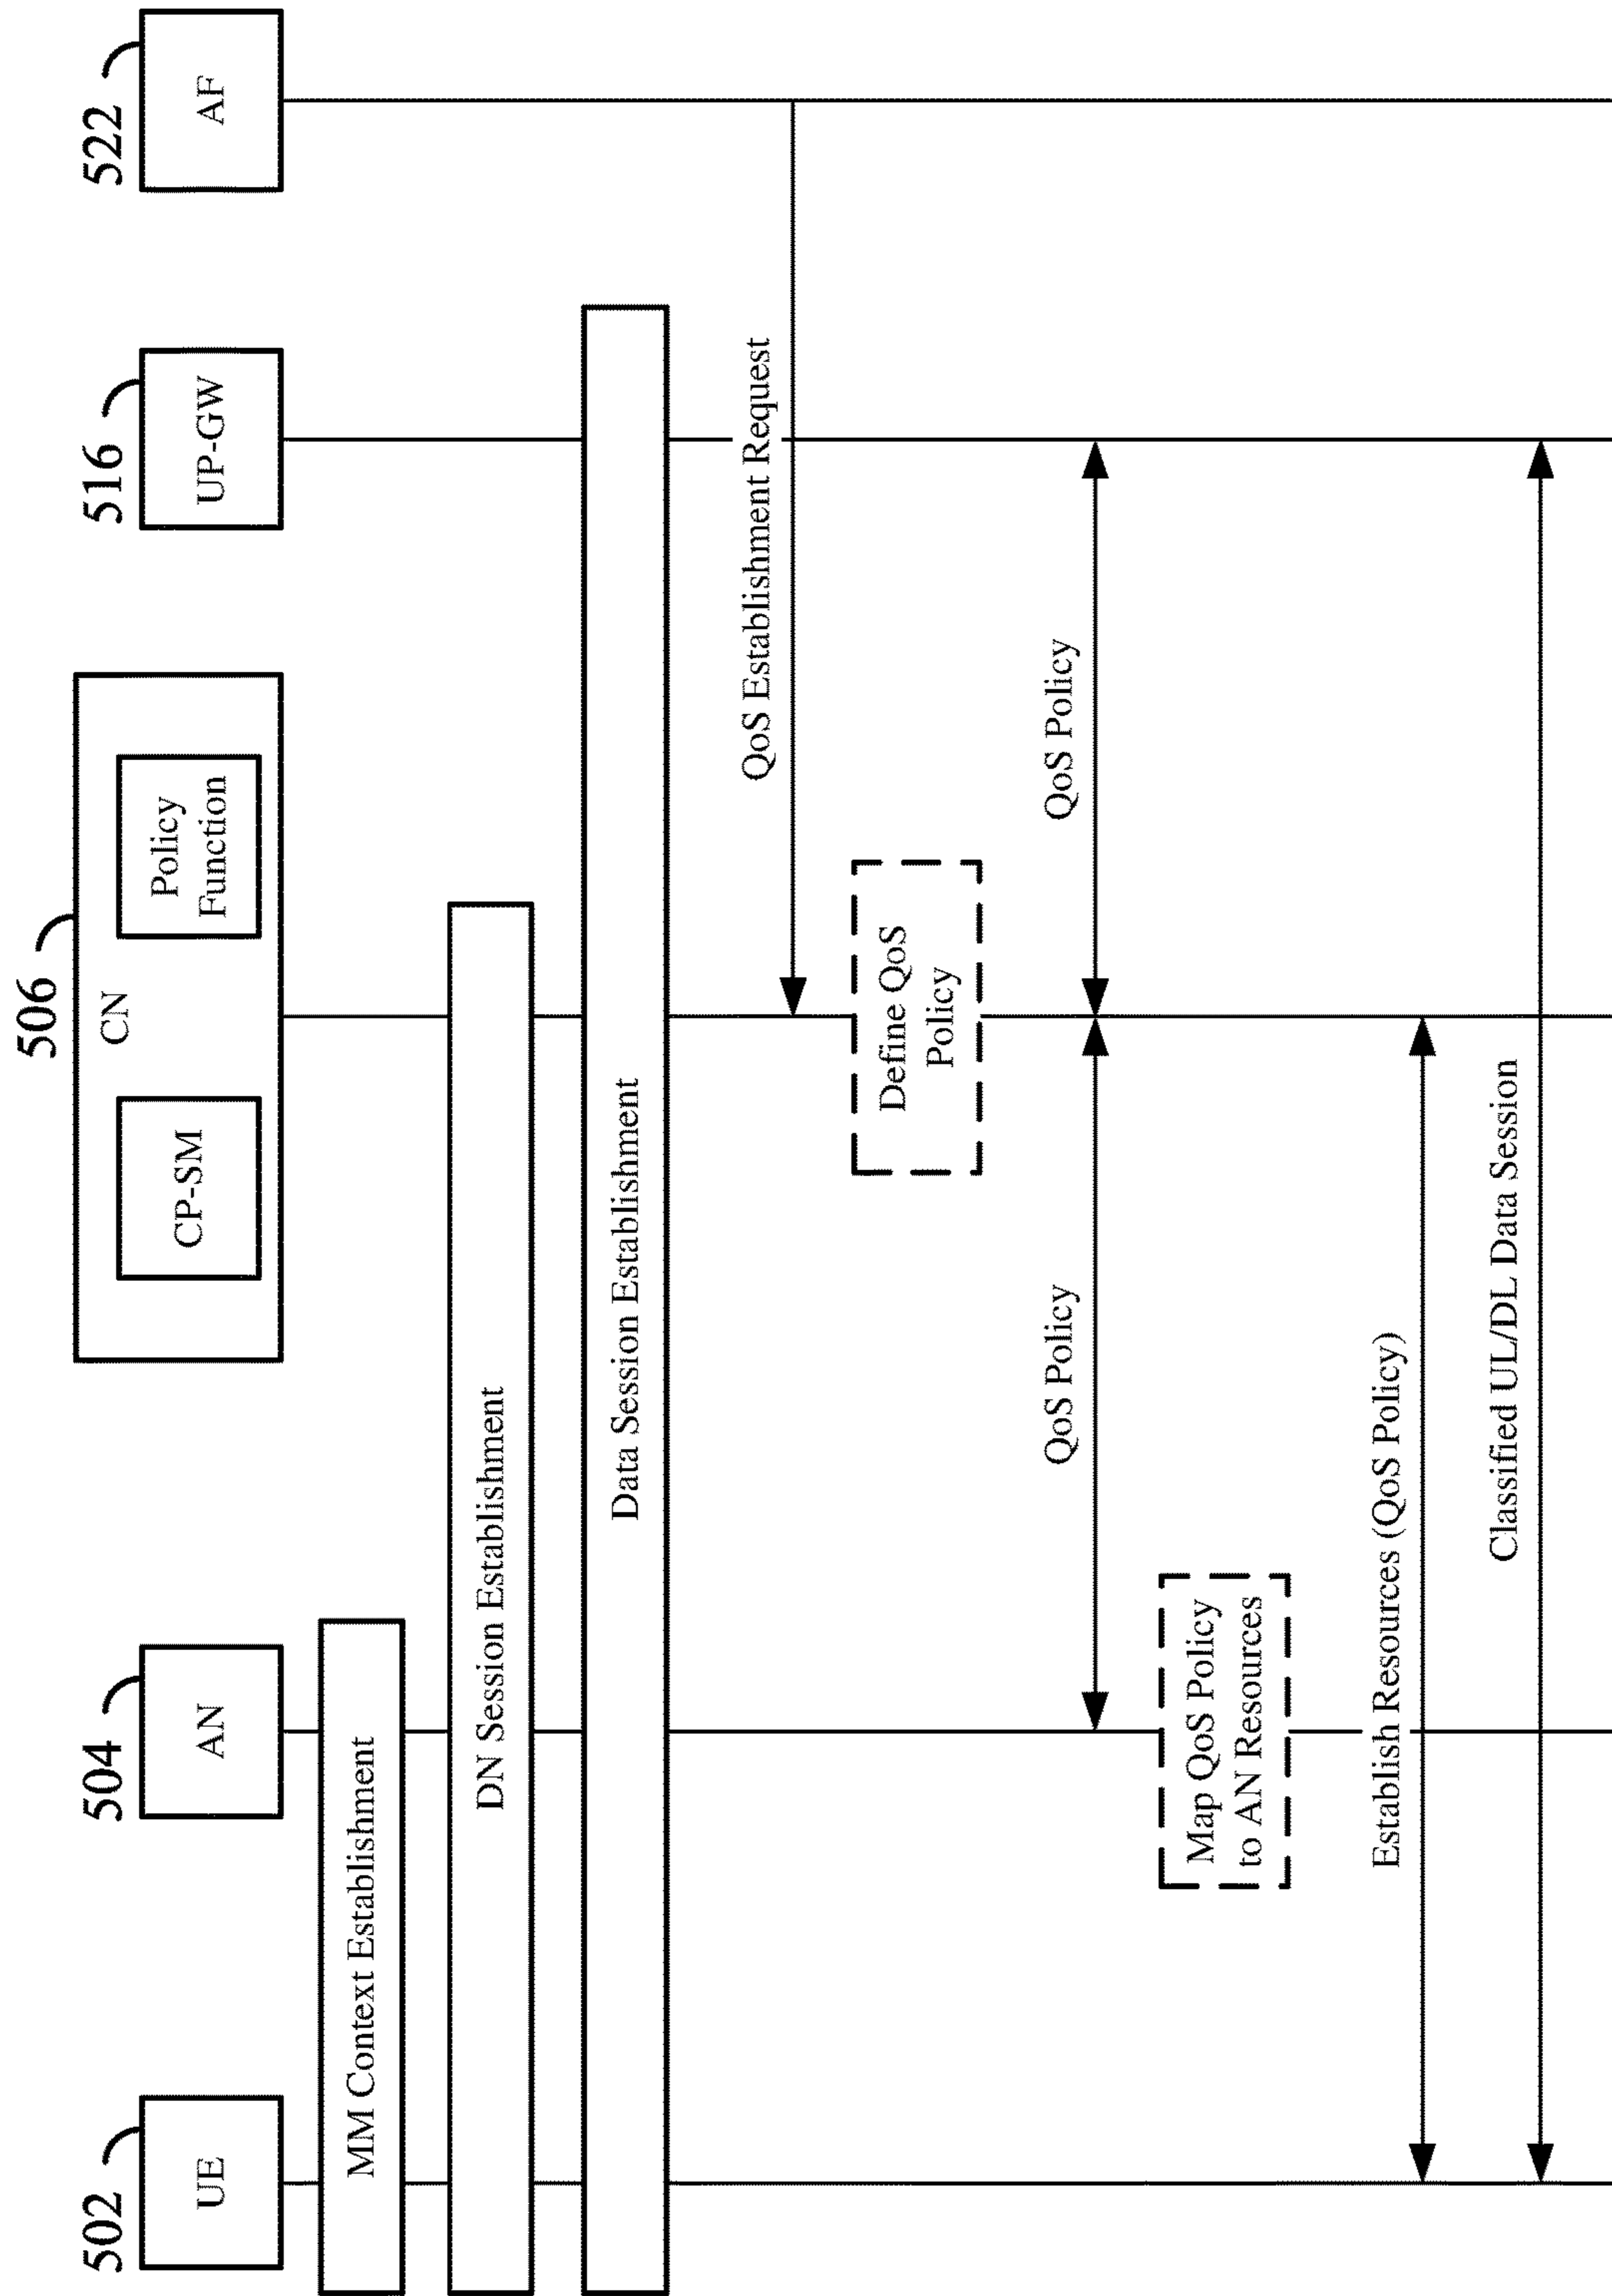 502
UE
504
AN
506
CN
CP-SM
Policy
Function
516
UP-GW
522
AF
MM Context Establishment
DN Session Establishment
Data Session Establishment
QoS Establishment Request
Define QoS
Policy
QoS Policy
QoS Policy
Map QoS Policy
to AN Resources
Establish Resources (QoS Policy)
Classified UL/DL Data Session